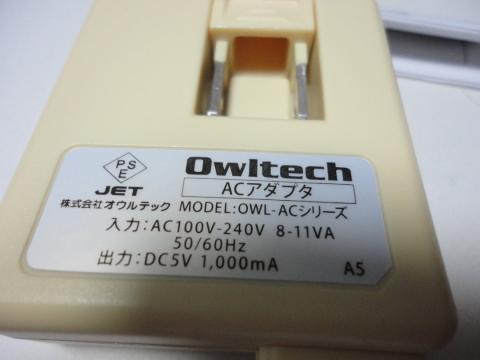 PS
E
JET
Owltech
ACアダプタ
株式会社オウルテック MODEL:OWL-ACシリーズ
入力:AC100V-240V 8-11VA
50/60Hz
出力:DC5V 1,000mA
A5